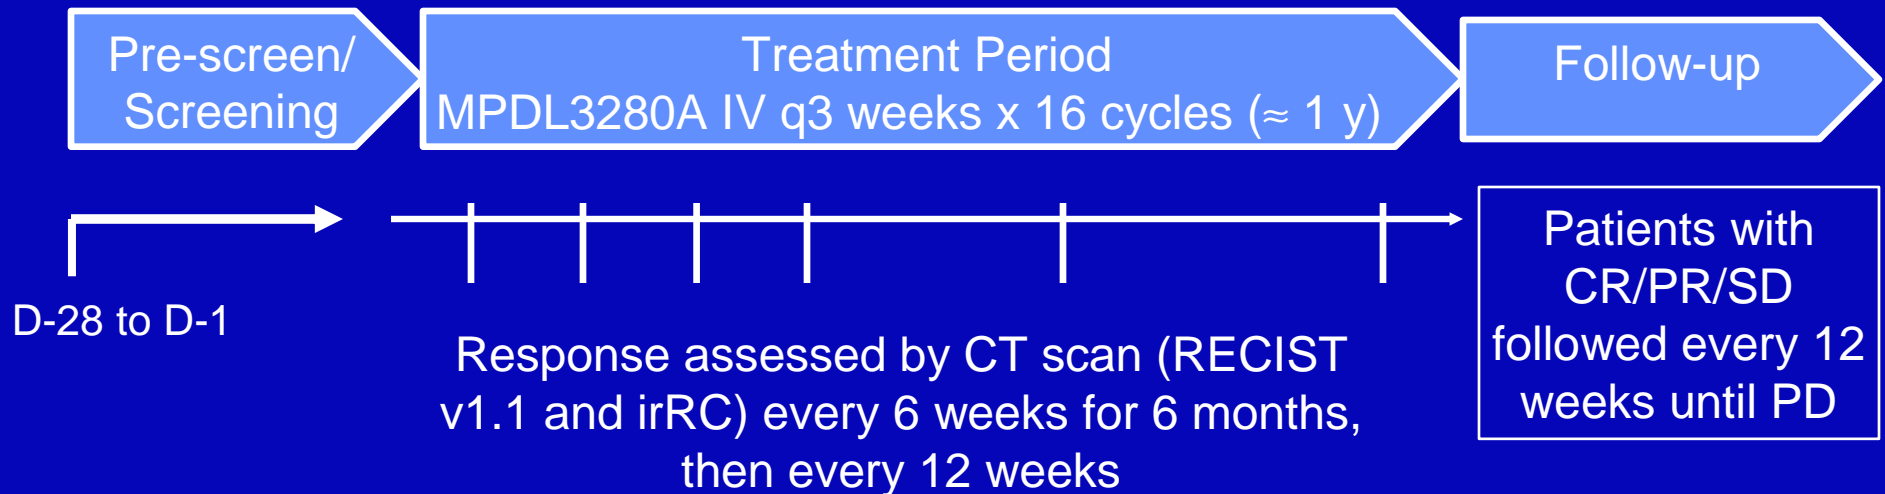 Pre-screen/
Screening
Treatment Period
MPDL3280A IV q3 weeks x 16 cycles (≈ 1 y)
Follow-up
D-28 to D-1
Response assessed by CT scan (RECIST
v1.1 and irRC) every 6 weeks for 6 months,
then every 12 weeks
Patients with
CR/PR/SD
followed every 12
weeks until PD